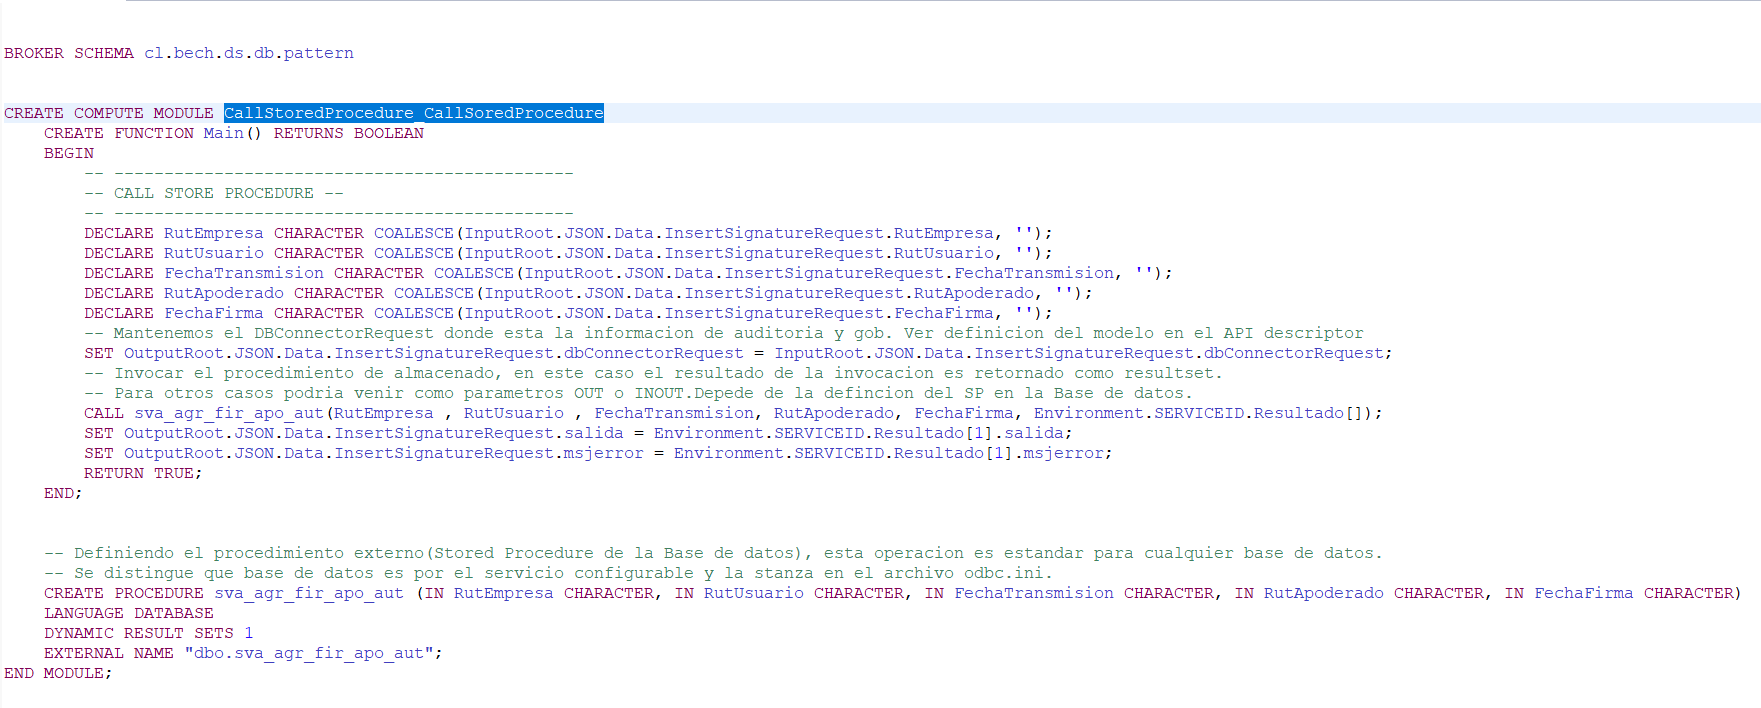 BROKER SCHEMA cl.bech.ds.db.pattern
CREATE COMPUTE MODULE CallStoredProcedure_CallSoredProcedure
CREATE FUNCTION Main() RETURNS BOOLEAN
BEGIN
-- ----------------------------------------------
-- CALL STORE PROCEDURE --
-- ----------------------------------------------
DECLARE RutEmpresa CHARACTER COALESCE(InputRoot.JSON.Data.InsertSignatureRequest.RutEmpresa, '');
DECLARE RutUsuario CHARACTER COALESCE(InputRoot.JSON.Data.InsertSignatureRequest.RutUsuario, '');
DECLARE FechaTransmision CHARACTER COALESCE(InputRoot.JSON.Data.InsertSignatureRequest.FechaTransmision, '');
DECLARE RutApoderado CHARACTER COALESCE(InputRoot.JSON.Data.InsertSignatureRequest.RutApoderado, '');
DECLARE FechaFirma CHARACTER COALESCE(InputRoot.JSON.Data.InsertSignatureRequest.FechaFirma, '');
-- Mantenemos el DBConnectorRequest donde esta la informacion de auditoria y gob. Ver definicion del modelo en el API descriptor
SET OutputRoot.JSON.Data.InsertSignatureRequest.dbConnectorRequest = InputRoot.JSON.Data.InsertSignatureRequest.dbConnectorRequest;
-- Invocar el procedimiento de almacenado, en este caso el resultado de la invocacion es retornado como resultset.
-- Para otros casos podria venir como parametros OUT o INOUT.Depede de la defincion del SP en la Base de datos.
CALL sva_agr_fir_apo_aut(RutEmpresa , RutUsuario , FechaTransmision, RutApoderado, FechaFirma, Environment.SERVICEID.Resultado[]);
SET OutputRoot.JSON.Data.InsertSignatureRequest.salida = Environment.SERVICEID.Resultado[1].salida;
SET OutputRoot.JSON.Data.InsertSignatureRequest.msjerror = Environment.SERVICEID.Resultado[1].msjerror;
RETURN TRUE;
END;
-- Definiendo el procedimiento externo(Stored Procedure de la Base de datos), esta operacion es estandar para cualquier base de datos.
-- Se distingue que base de datos es por el servicio configurable y la stanza en el archivo odbc.ini.
CREATE PROCEDURE sva_agr_fir_apo_aut (IN RutEmpresa CHARACTER, IN RutUsuario CHARACTER, IN FechaTransmision CHARACTER, IN RutApoderado CHARACTER, IN FechaFirma CHARACTER)
LANGUAGE DATABASE
DYNAMIC RESULT SETS 1
EXTERNAL NAME "dbo.sva_agr_fir_apo_aut";
END MODULE;